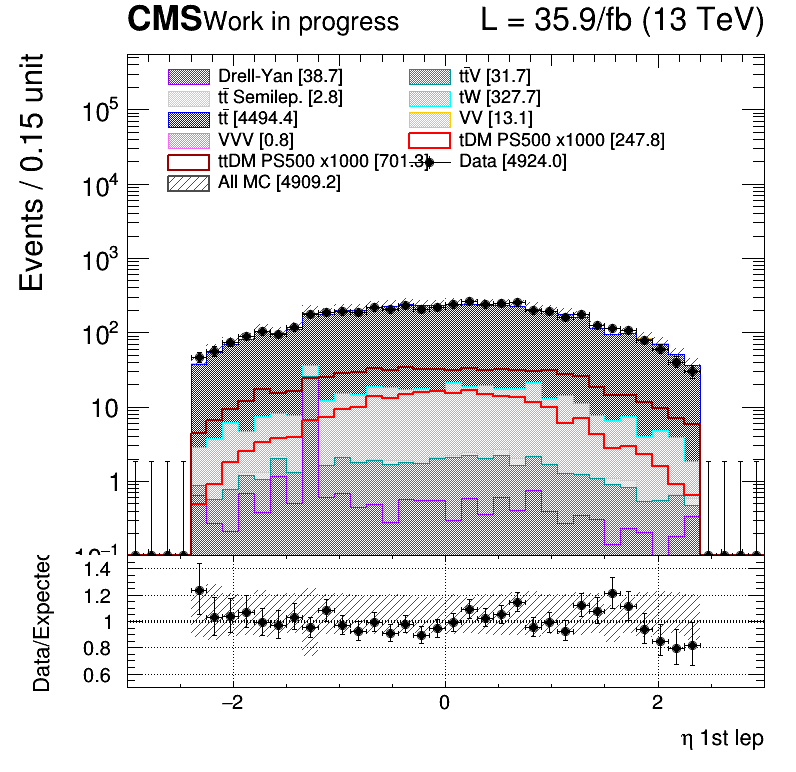 CMS Work in progress L = 35.9/fb (13 TeV)
Events / 0.15 unit
Drell-Yan [38.7] tt̄V [31.7]
tt̄ Semilep. [2.8] tW [327.7]
tt̄ [4494.4] VV [13.1]
VVV [0.8] tDM PS500 x1000 [247.8]
ttDM PS500 x1000 [701.3] Data [4924.0]
All MC [4909.2]
10⁵
10⁴
10³
10²
10
1
10⁻¹
Data/Expected
1.4
1.2
1
0.8
0.6
−2 0 2
η 1st lep